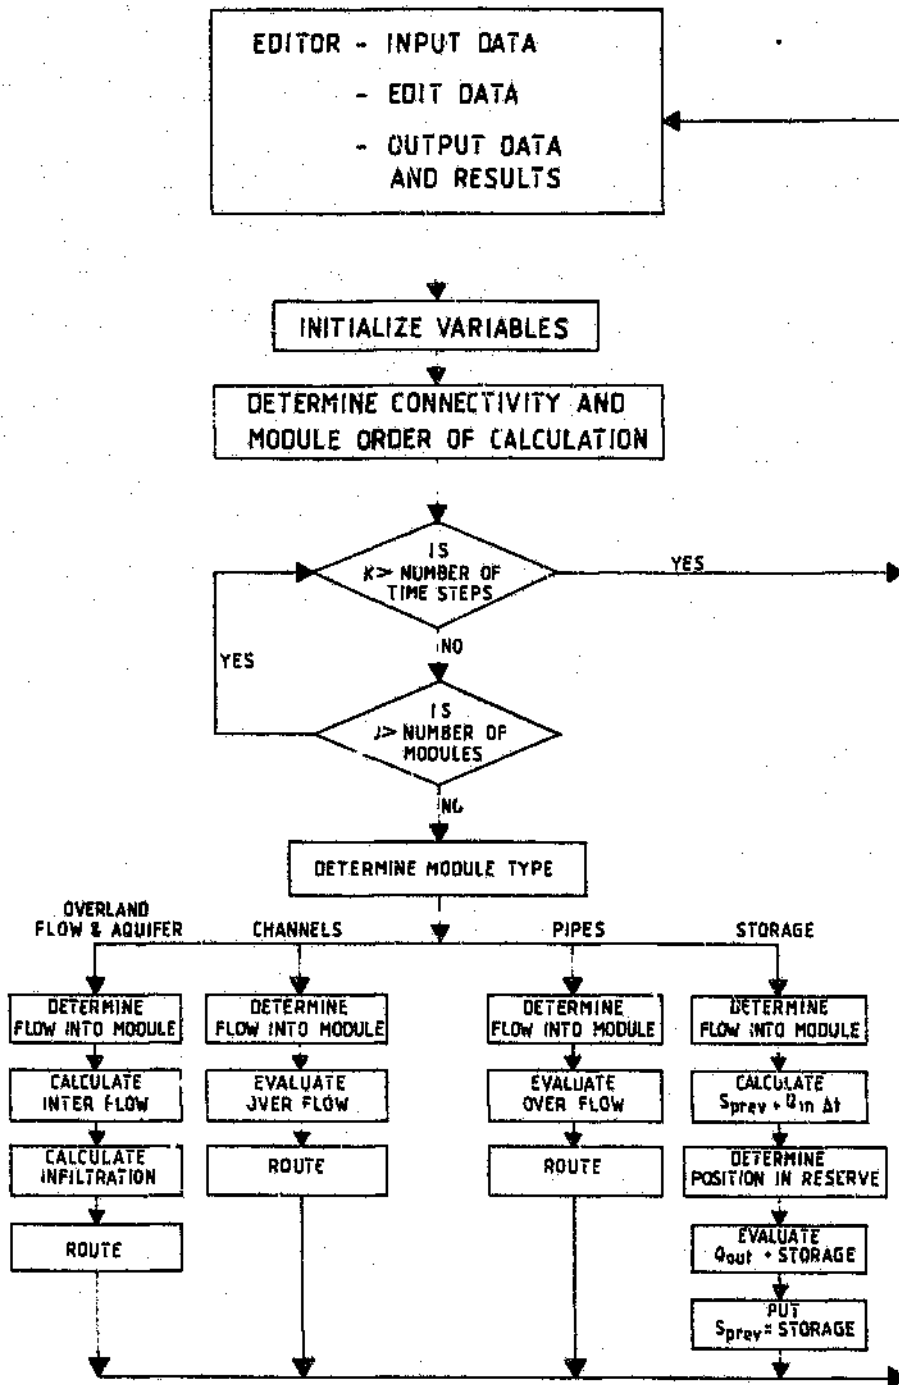 EDITOR - INPUT DATA
- EDIT DATA
- OUTPUT DATA
AND RESULTS
INITIALIZE VARIABLES
DETERMINE CONNECTIVITY AND
MODULE ORDER OF CALCULATION
IS
K> NUMBER OF
TIME STEPS
YES
NO
YES
IS
J> NUMBER OF
MODULES
NO
DETERMINE MODULE TYPE
OVERLAND
FLOW & AQUIFER
CHANNELS
PIPES
STORAGE
DETERMINE
FLOW INTO MODULE
CALCULATE
INTER FLOW
CALCULATE
INFILTRATION
ROUTE
DETERMINE
FLOW INTO MODULE
EVALUATE
OVER FLOW
ROUTE
DETERMINE
FLOW INTO MODULE
EVALUATE
OVER FLOW
ROUTE
DETERMINE
FLOW INTO MODULE
CALCULATE
Sprev + Qin Δt
DETERMINE
POSITION IN RESERVE
EVALUATE
Qout + STORAGE
PUT
Sprev = STORAGE